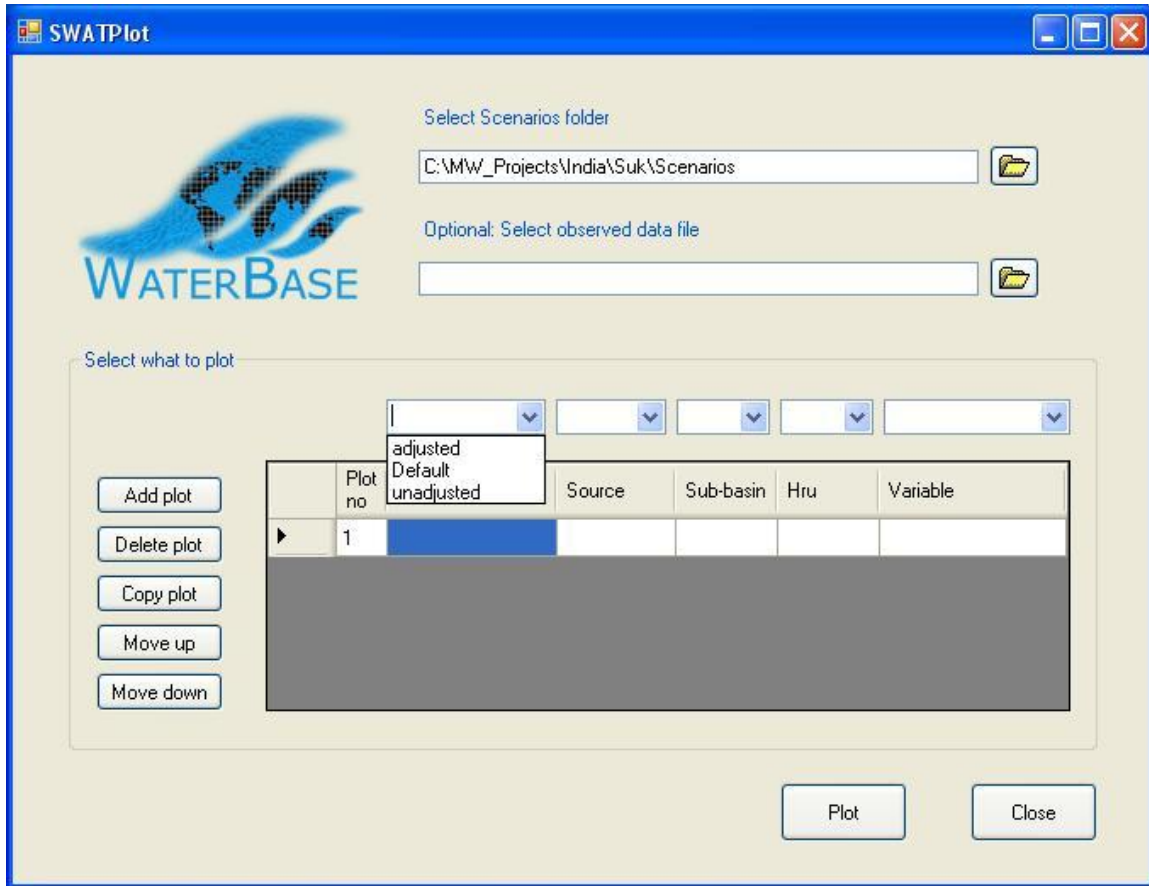 SWATPlot
Select Scenarios folder
C:\MW_Projects\India\Suk\Scenarios
Optional: Select observed data file
WATERBASE
Select what to plot
adjusted
Default
unadjusted
Plot no
Source
Sub-basin
Hru
Variable
1
Add plot
Delete plot
Copy plot
Move up
Move down
Plot
Close